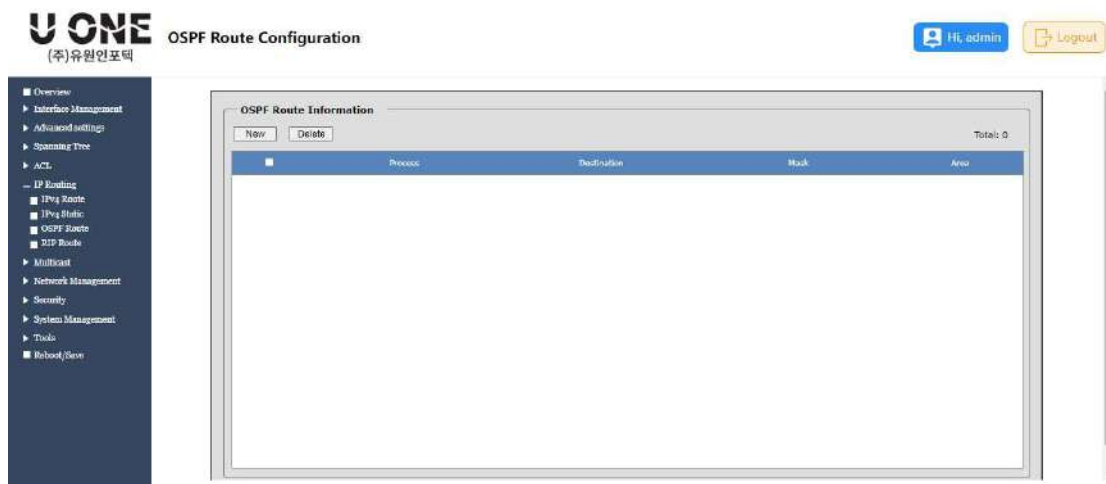 U ONE
(주)유원인포텍
OSPF Route Configuration
Hi, admin
Logout
Overview
Interface Management
Advanced settings
Spanning Tree
ACL
IP Routing
IPv4 Route
IPv4 Static
OSPF Route
RIP Route
Multicast
Network Management
Security
System Management
Tools
Reboot/Save
OSPF Route Information
New Delete Total: 0
Process Destination Mask Area